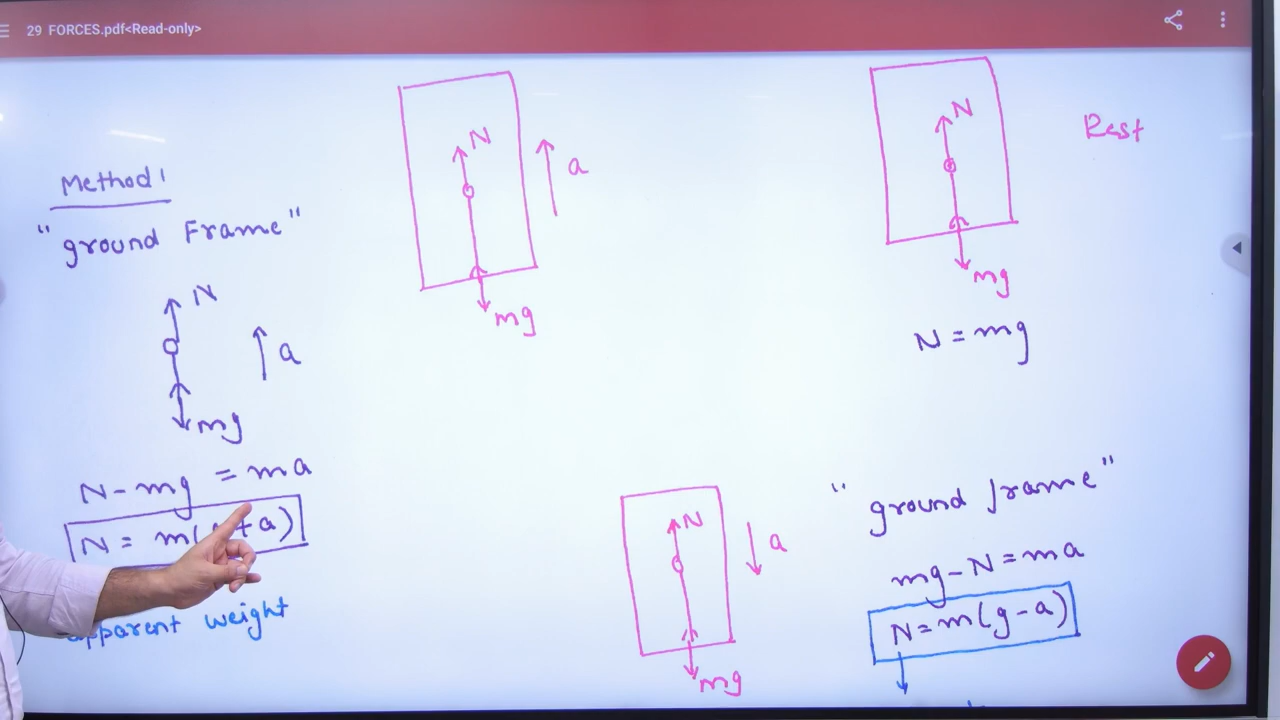 29 FORCES.pdf<Read-only>
Method 1
"ground Frame"
N
a
mg
N - mg = ma
N = m( + a)
apparent weight
N
a
mg
N
Rest
mg
N = mg
N
a
mg
"ground frame"
mg - N = ma
N = m(g - a)